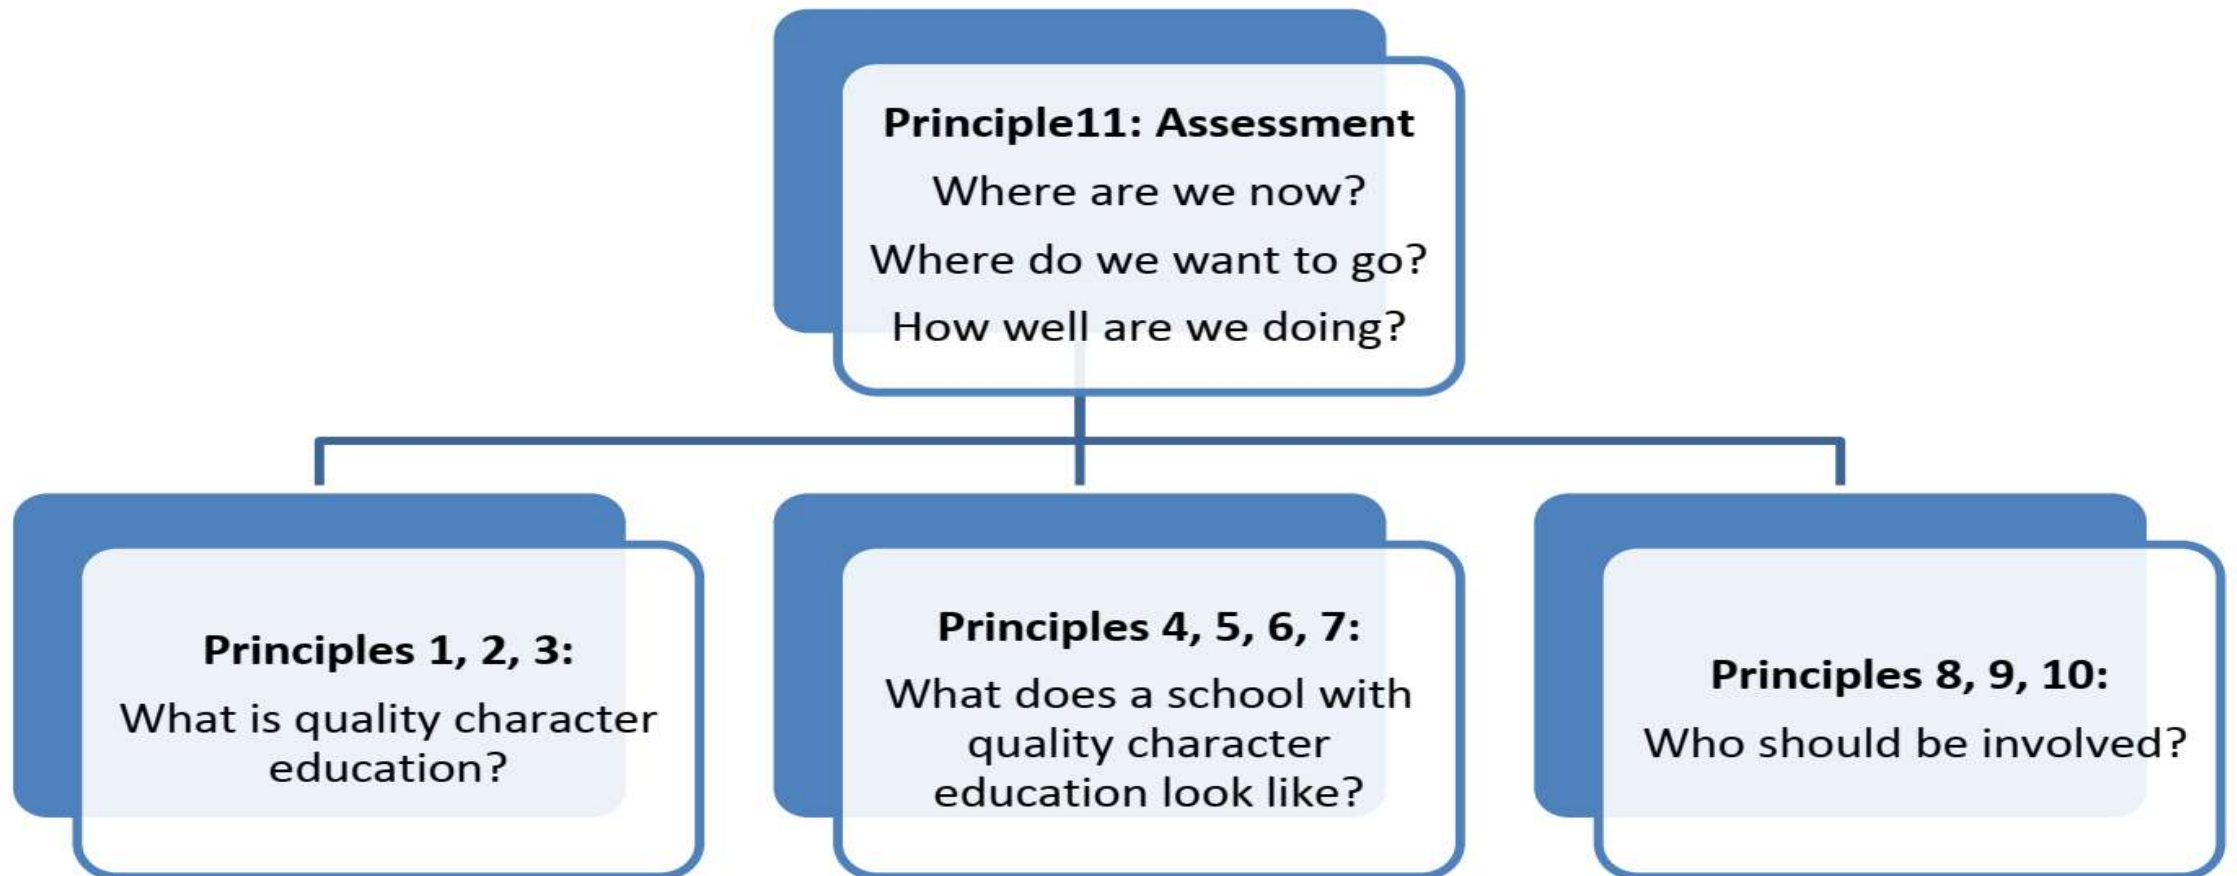 Principle11: Assessment
Where are we now?
Where do we want to go?
How well are we doing?
Principles 1, 2, 3:
What is quality character
education?
Principles 4, 5, 6, 7:
What does a school with
quality character
education look like?
Principles 8, 9, 10:
Who should be involved?